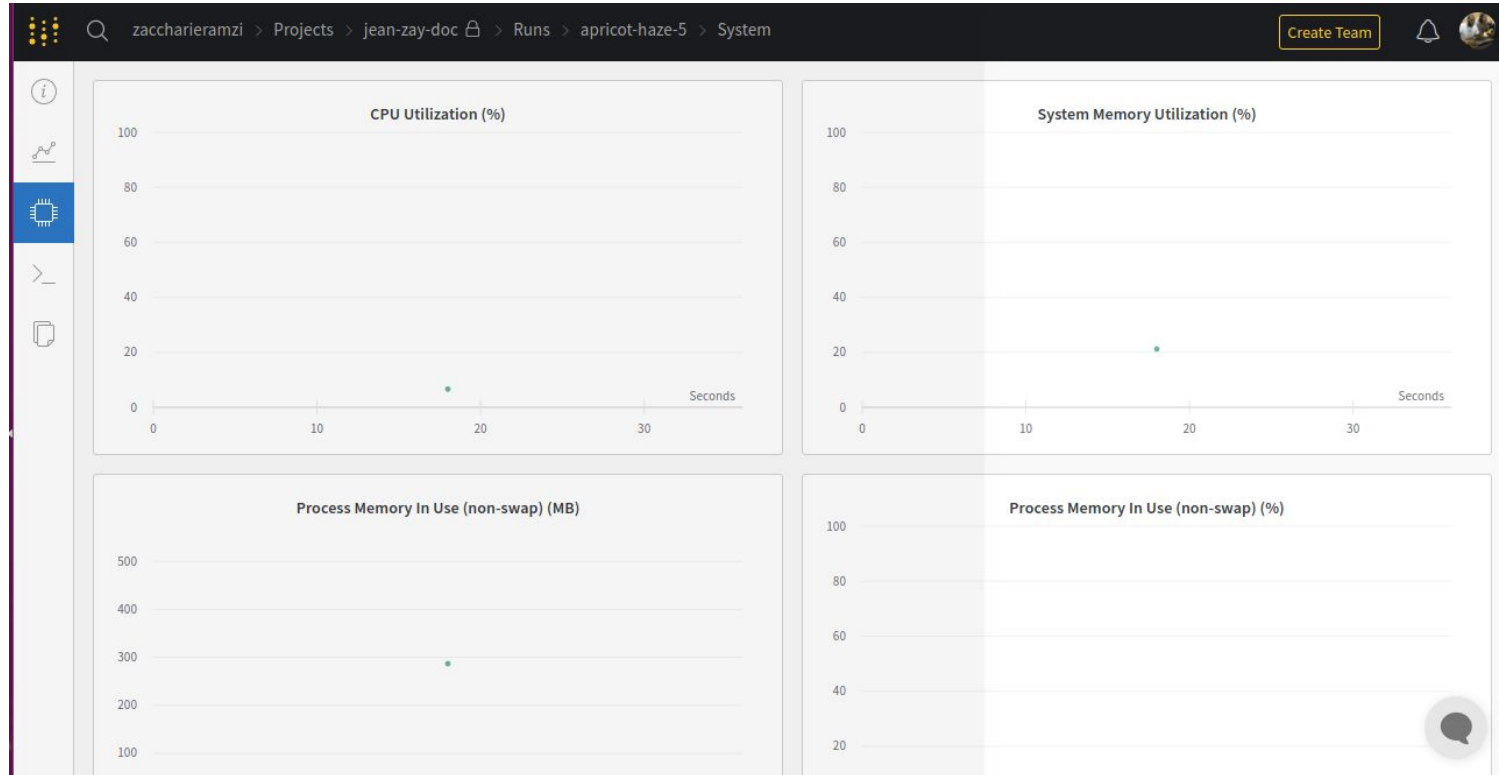 zaccharieramzi > Projects > jean-zay-doc > Runs > apricot-haze-5 > System
Create Team
CPU Utilization (%)
100
80
60
40
20
0
Seconds
0 10 20 30
System Memory Utilization (%)
100
80
60
40
20
0
Seconds
0 10 20 30
Process Memory In Use (non-swap) (MB)
500
400
300
200
100
Process Memory In Use (non-swap) (%)
100
80
60
40
20